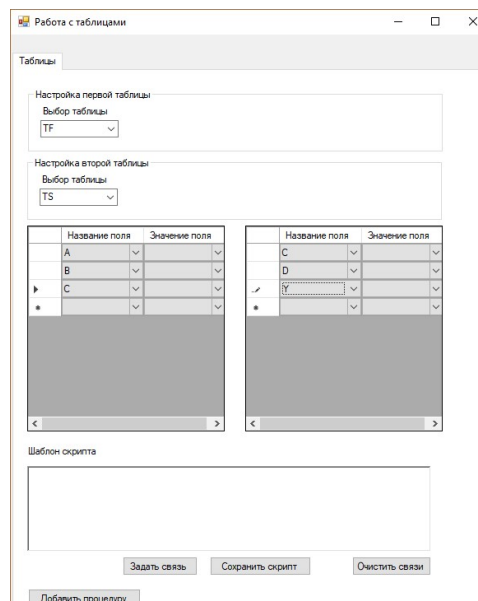 Работа с таблицами
Таблицы
Настройка первой таблицы
Выбор таблицы
TF
Настройка второй таблицы
Выбор таблицы
TS
Название поля Значение поля
A
B
C
Название поля Значение поля
C
D
Y
Шаблон скрипта
Задать связь Сохранить скрипт Очистить связи
Добавить процедуру